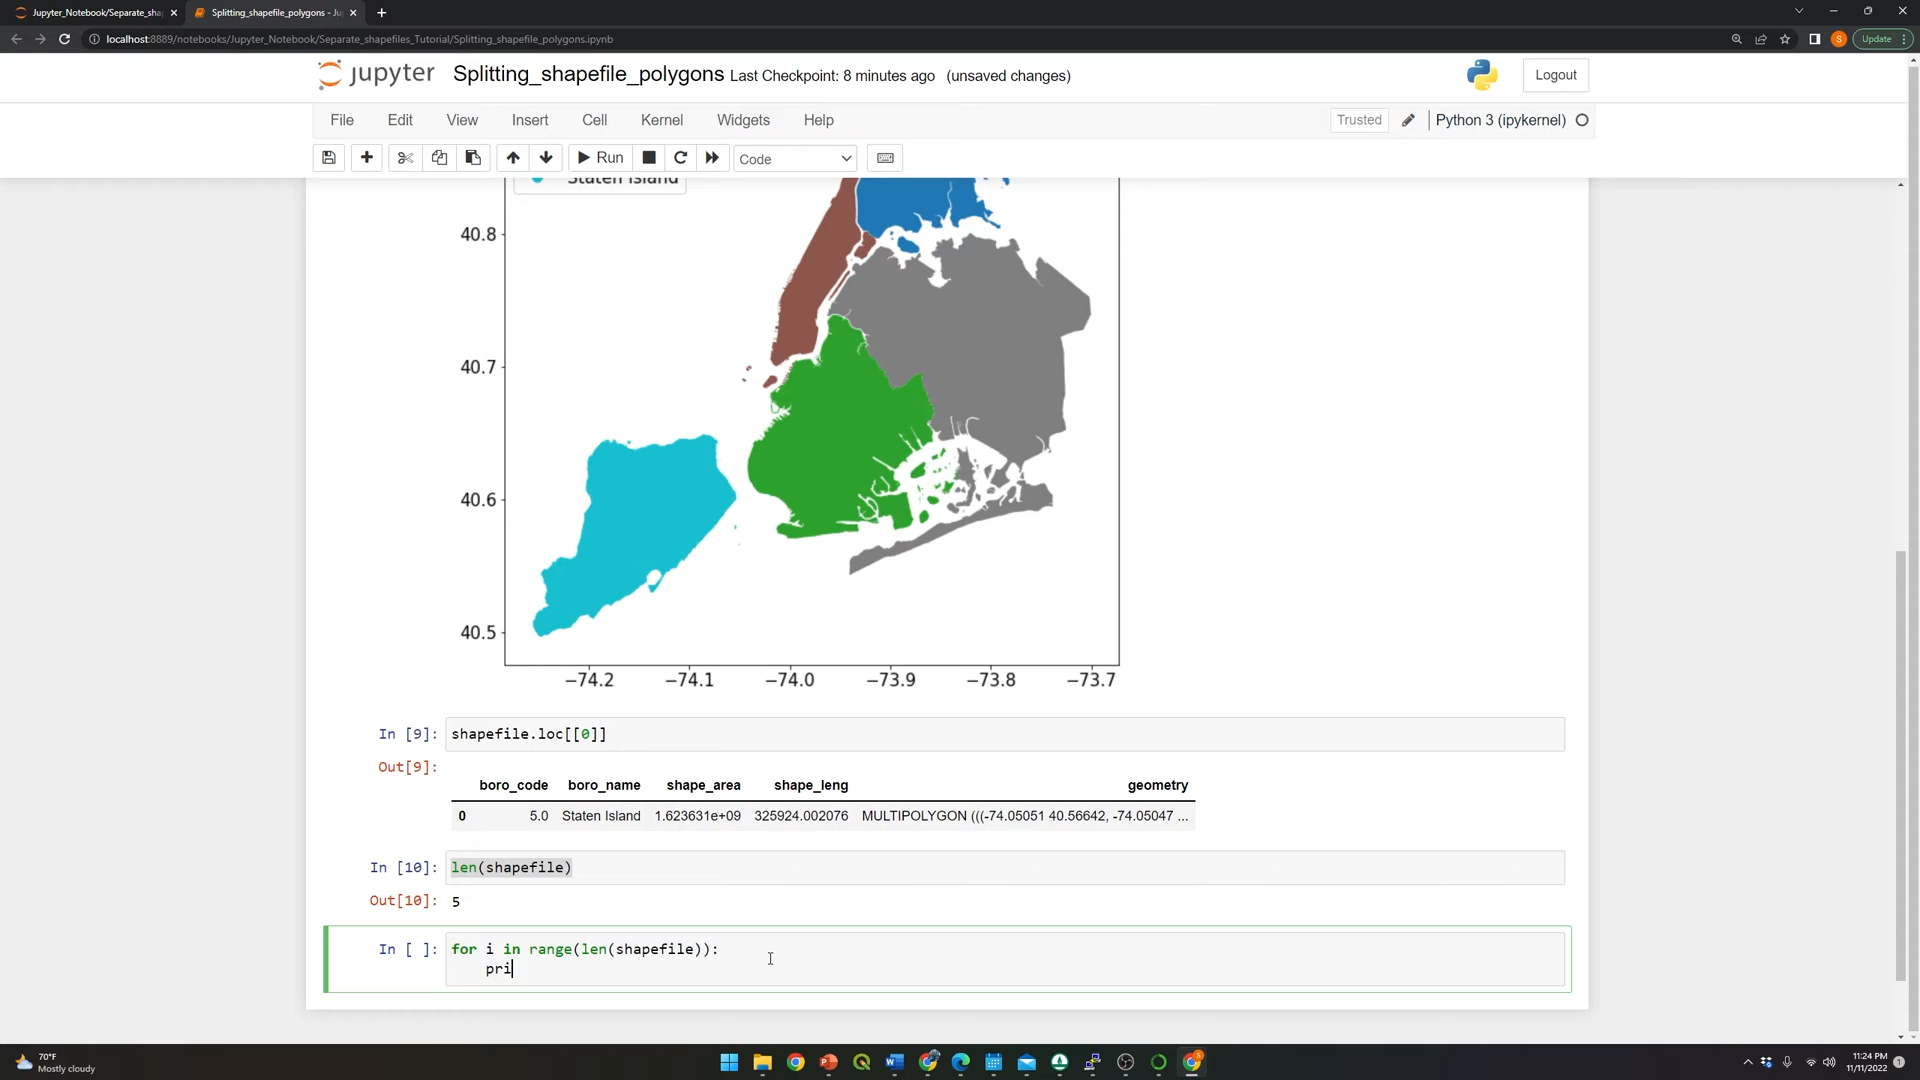 Jupyter_Notebook/Separate_sha
Splitting_shapefile_polygons - Ju
localhost:8889/notebooks/Jupyter_Notebook/Separate_shapefiles_Tutorial/Splitting_shapefile_polygons.ipynb
S
Update
jupyter Splitting_shapefile_polygons Last Checkpoint: 8 minutes ago (unsaved changes)
Logout
File Edit View Insert Cell Kernel Widgets Help
Trusted
Python 3 (ipykernel)
Run
Code
Staten Island
40.8
40.7
40.6
40.5
−74.2 −74.1 −74.0 −73.9 −73.8 −73.7
In [9]: shapefile.loc[[0]]
Out[9]:
boro_code boro_name shape_area shape_leng geometry
0 5.0 Staten Island 1.623631e+09 325924.002076 MULTIPOLYGON (((-74.05051 40.56642, -74.05047 ...
In [10]: len(shapefile)
Out[10]: 5
In [ ]: for i in range(len(shapefile)):
pri
70°F
Mostly cloudy
11:24 PM
11/11/2022
1